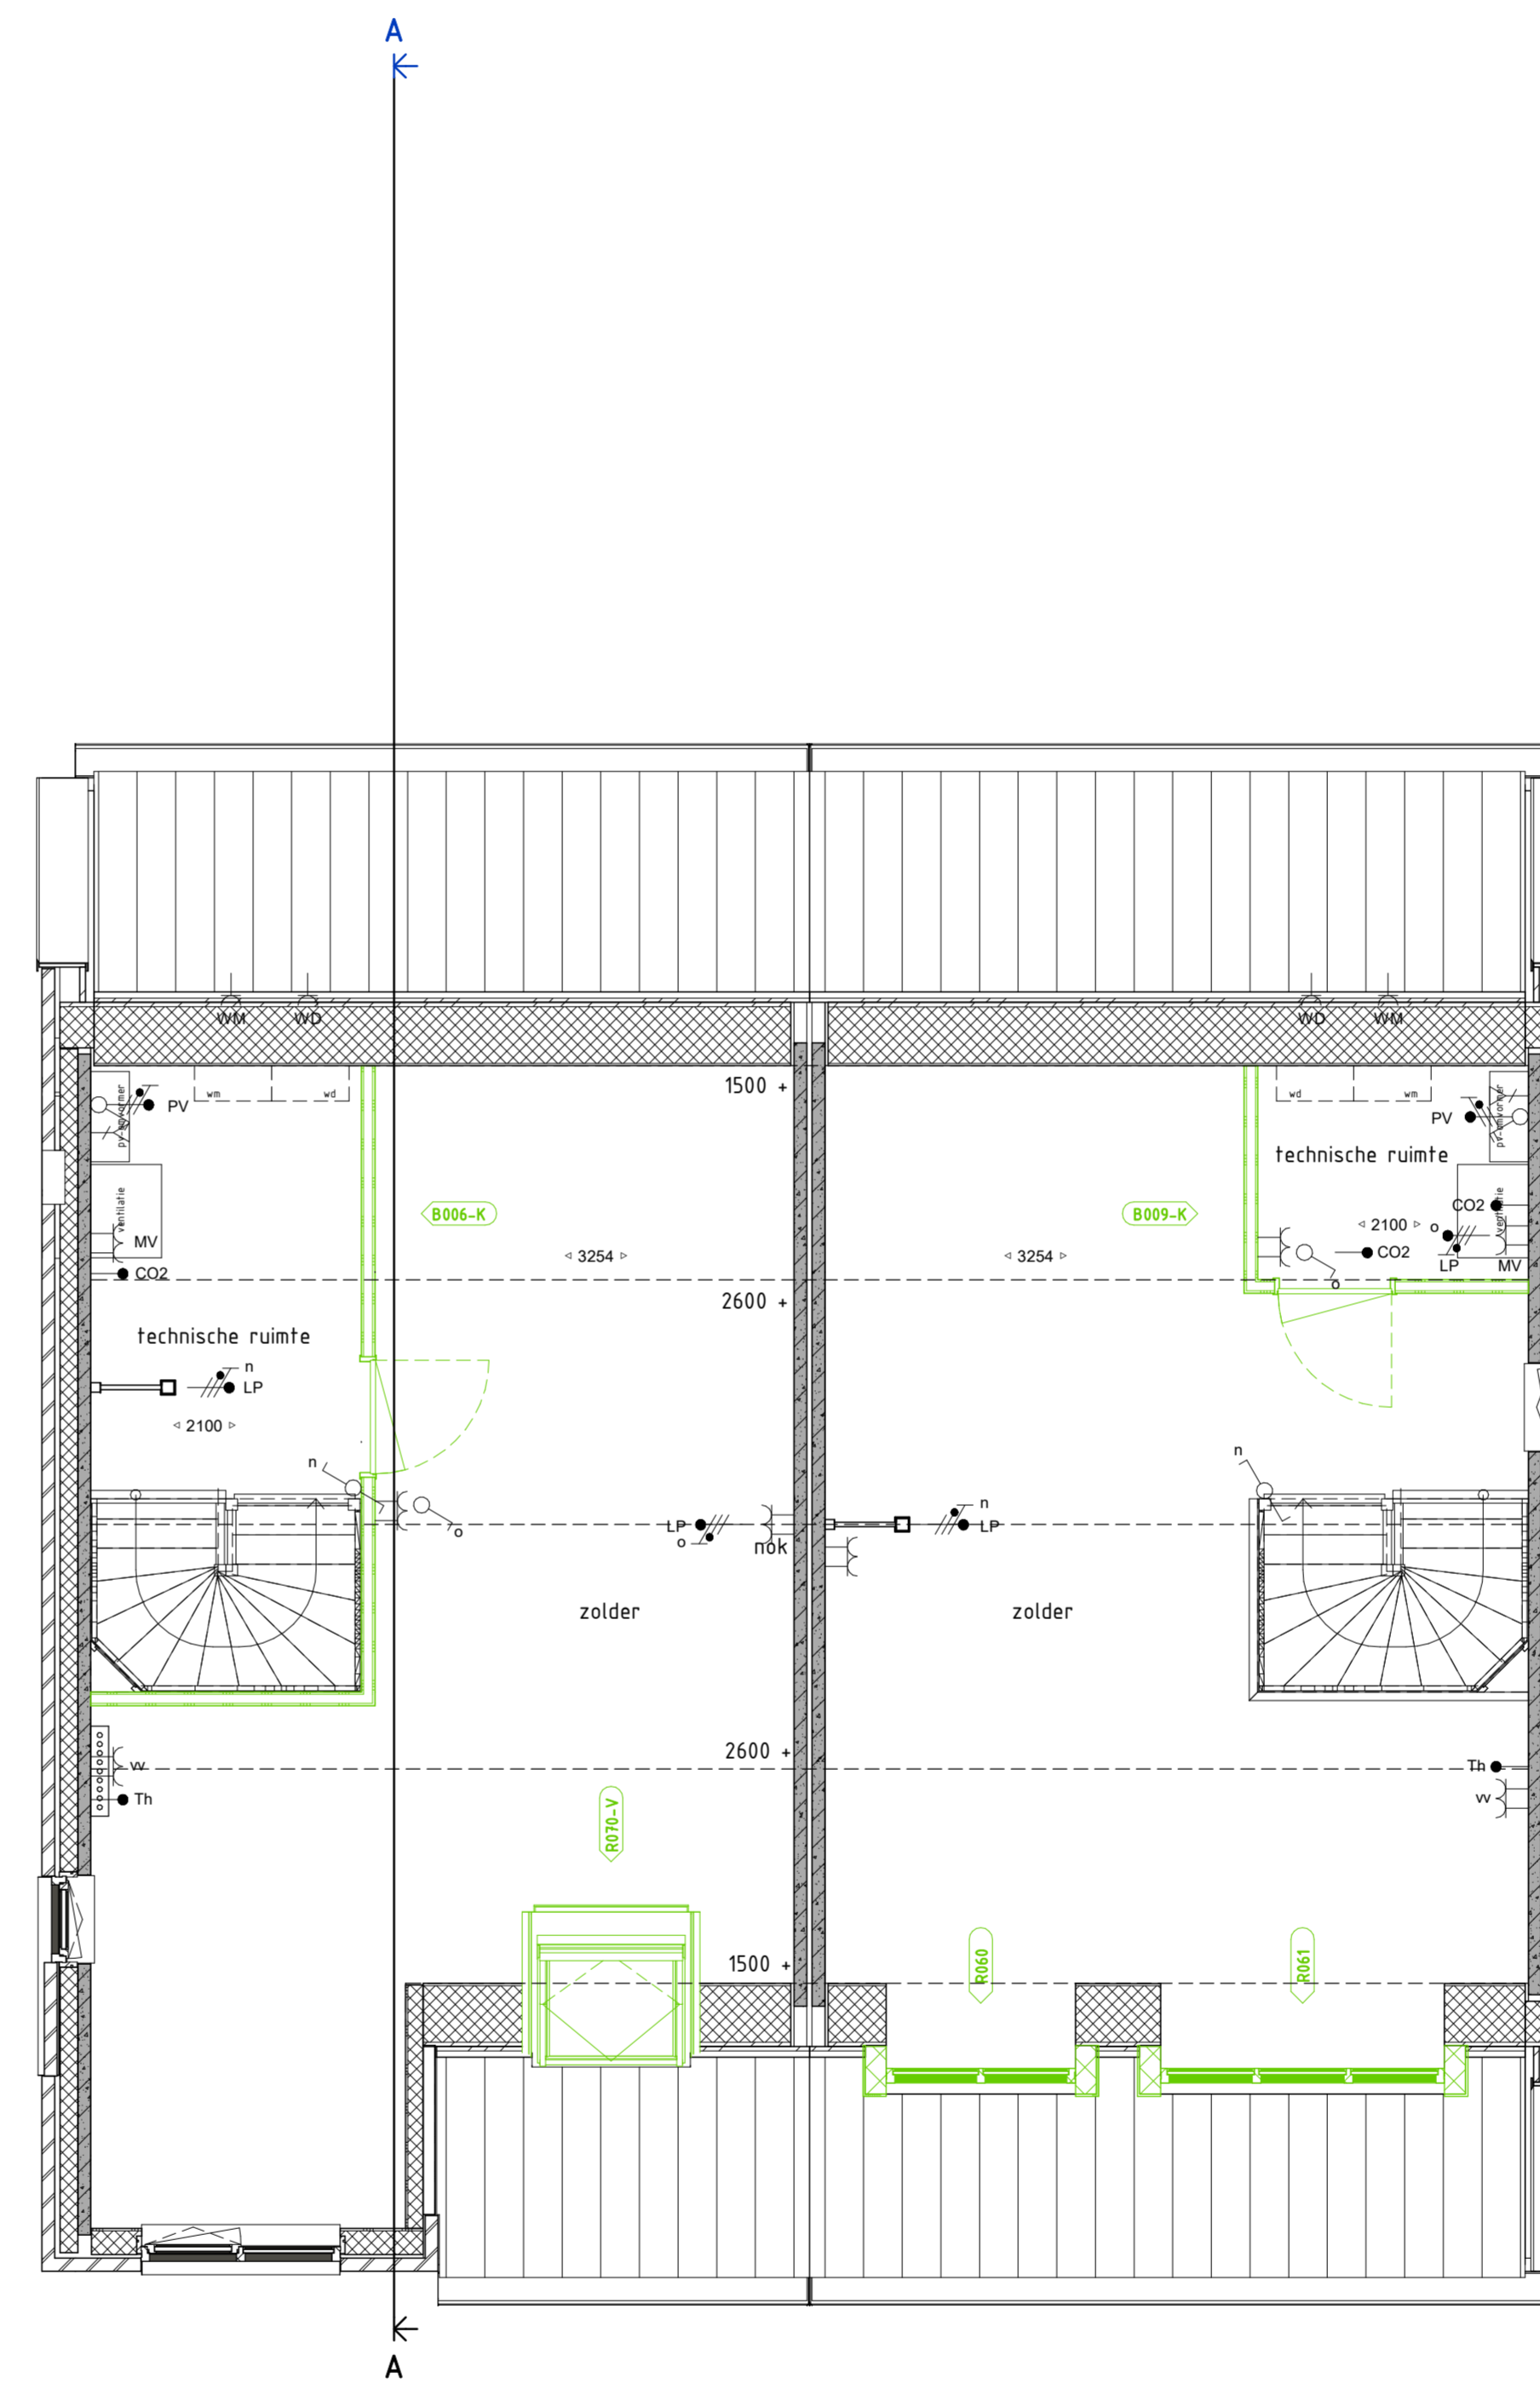 A
WM
WD
WD
WM
1500 +
wm
wd
wd
wm
pv-omvormer
PV
PV
pv-omvormer
technische ruimte
ventilatie
B006-K
B009-K
CO2
ventilatie
MV
3254
3254
2100
o
CO2
LP
MV
CO2
o
2600 +
technische ruimte
n
LP
2100
n
n
o
LP
o
nok
n
LP
zolder
zolder
2600 +
vv
Th
Th
vv
R070-V
1500 +
R060
R061
A